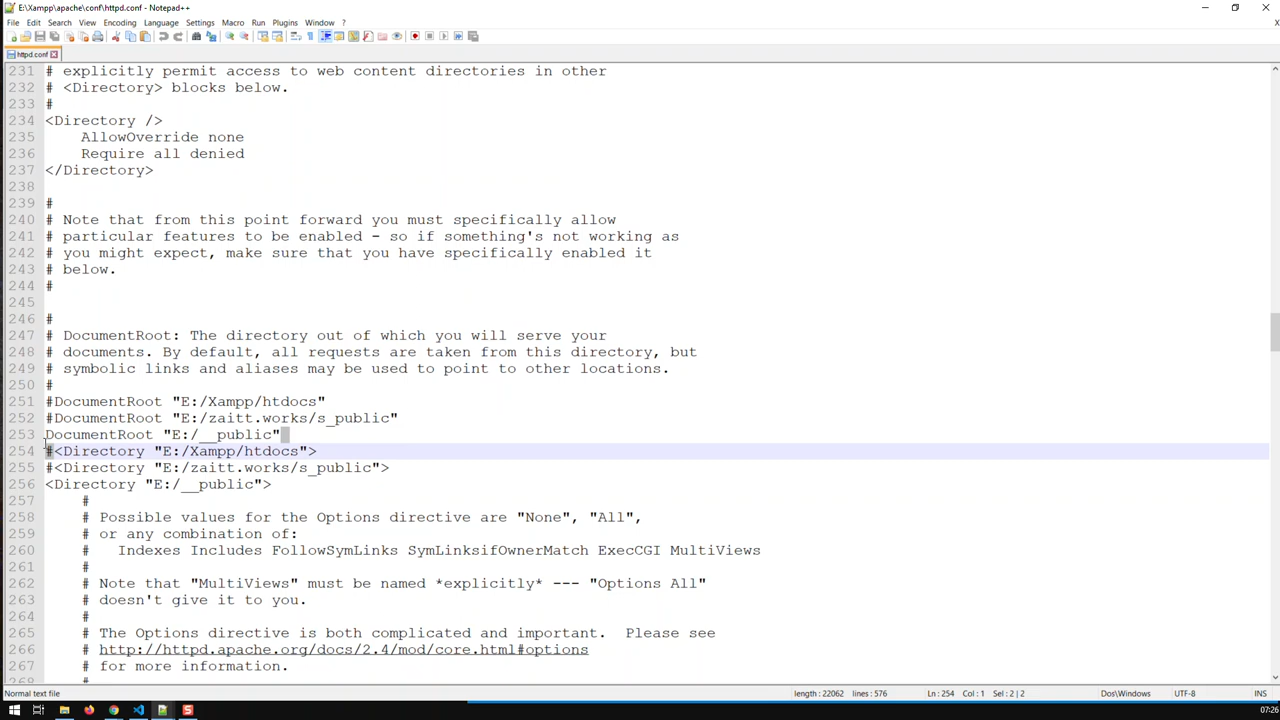 E:\Xampp\apache\conf\httpd.conf - Notepad++
File Edit Search View Encoding Language Settings Macro Run Plugins Window ?
X
httpd.conf
231 # explicitly permit access to web content directories in other
232 # <Directory> blocks below.
233 #
234 <Directory />
235 AllowOverride none
236 Require all denied
237 </Directory>
238
239 #
240 # Note that from this point forward you must specifically allow
241 # particular features to be enabled - so if something's not working as
242 # you might expect, make sure that you have specifically enabled it
243 # below.
244 #
245
246 #
247 # DocumentRoot: The directory out of which you will serve your
248 # documents. By default, all requests are taken from this directory, but
249 # symbolic links and aliases may be used to point to other locations.
250 #
251 #DocumentRoot "E:/Xampp/htdocs"
252 #DocumentRoot "E:/zaitt.works/s_public"
253 DocumentRoot "E:/__public"
254 #<Directory "E:/Xampp/htdocs">
255 #<Directory "E:/zaitt.works/s_public">
256 <Directory "E:/__public">
257 #
258 # Possible values for the Options directive are "None", "All",
259 # or any combination of:
260 # Indexes Includes FollowSymLinks SymLinksifOwnerMatch ExecCGI MultiViews
261 #
262 # Note that "MultiViews" must be named *explicitly* --- "Options All"
263 # doesn't give it to you.
264 #
265 # The Options directive is both complicated and important. Please see
266 # http://httpd.apache.org/docs/2.4/mod/core.html#options
267 # for more information.
268 #
Normal text file length : 22062 lines : 576 Ln : 254 Col : 1 Sel : 2 | 2 Dos\Windows UTF-8 INS
07:26